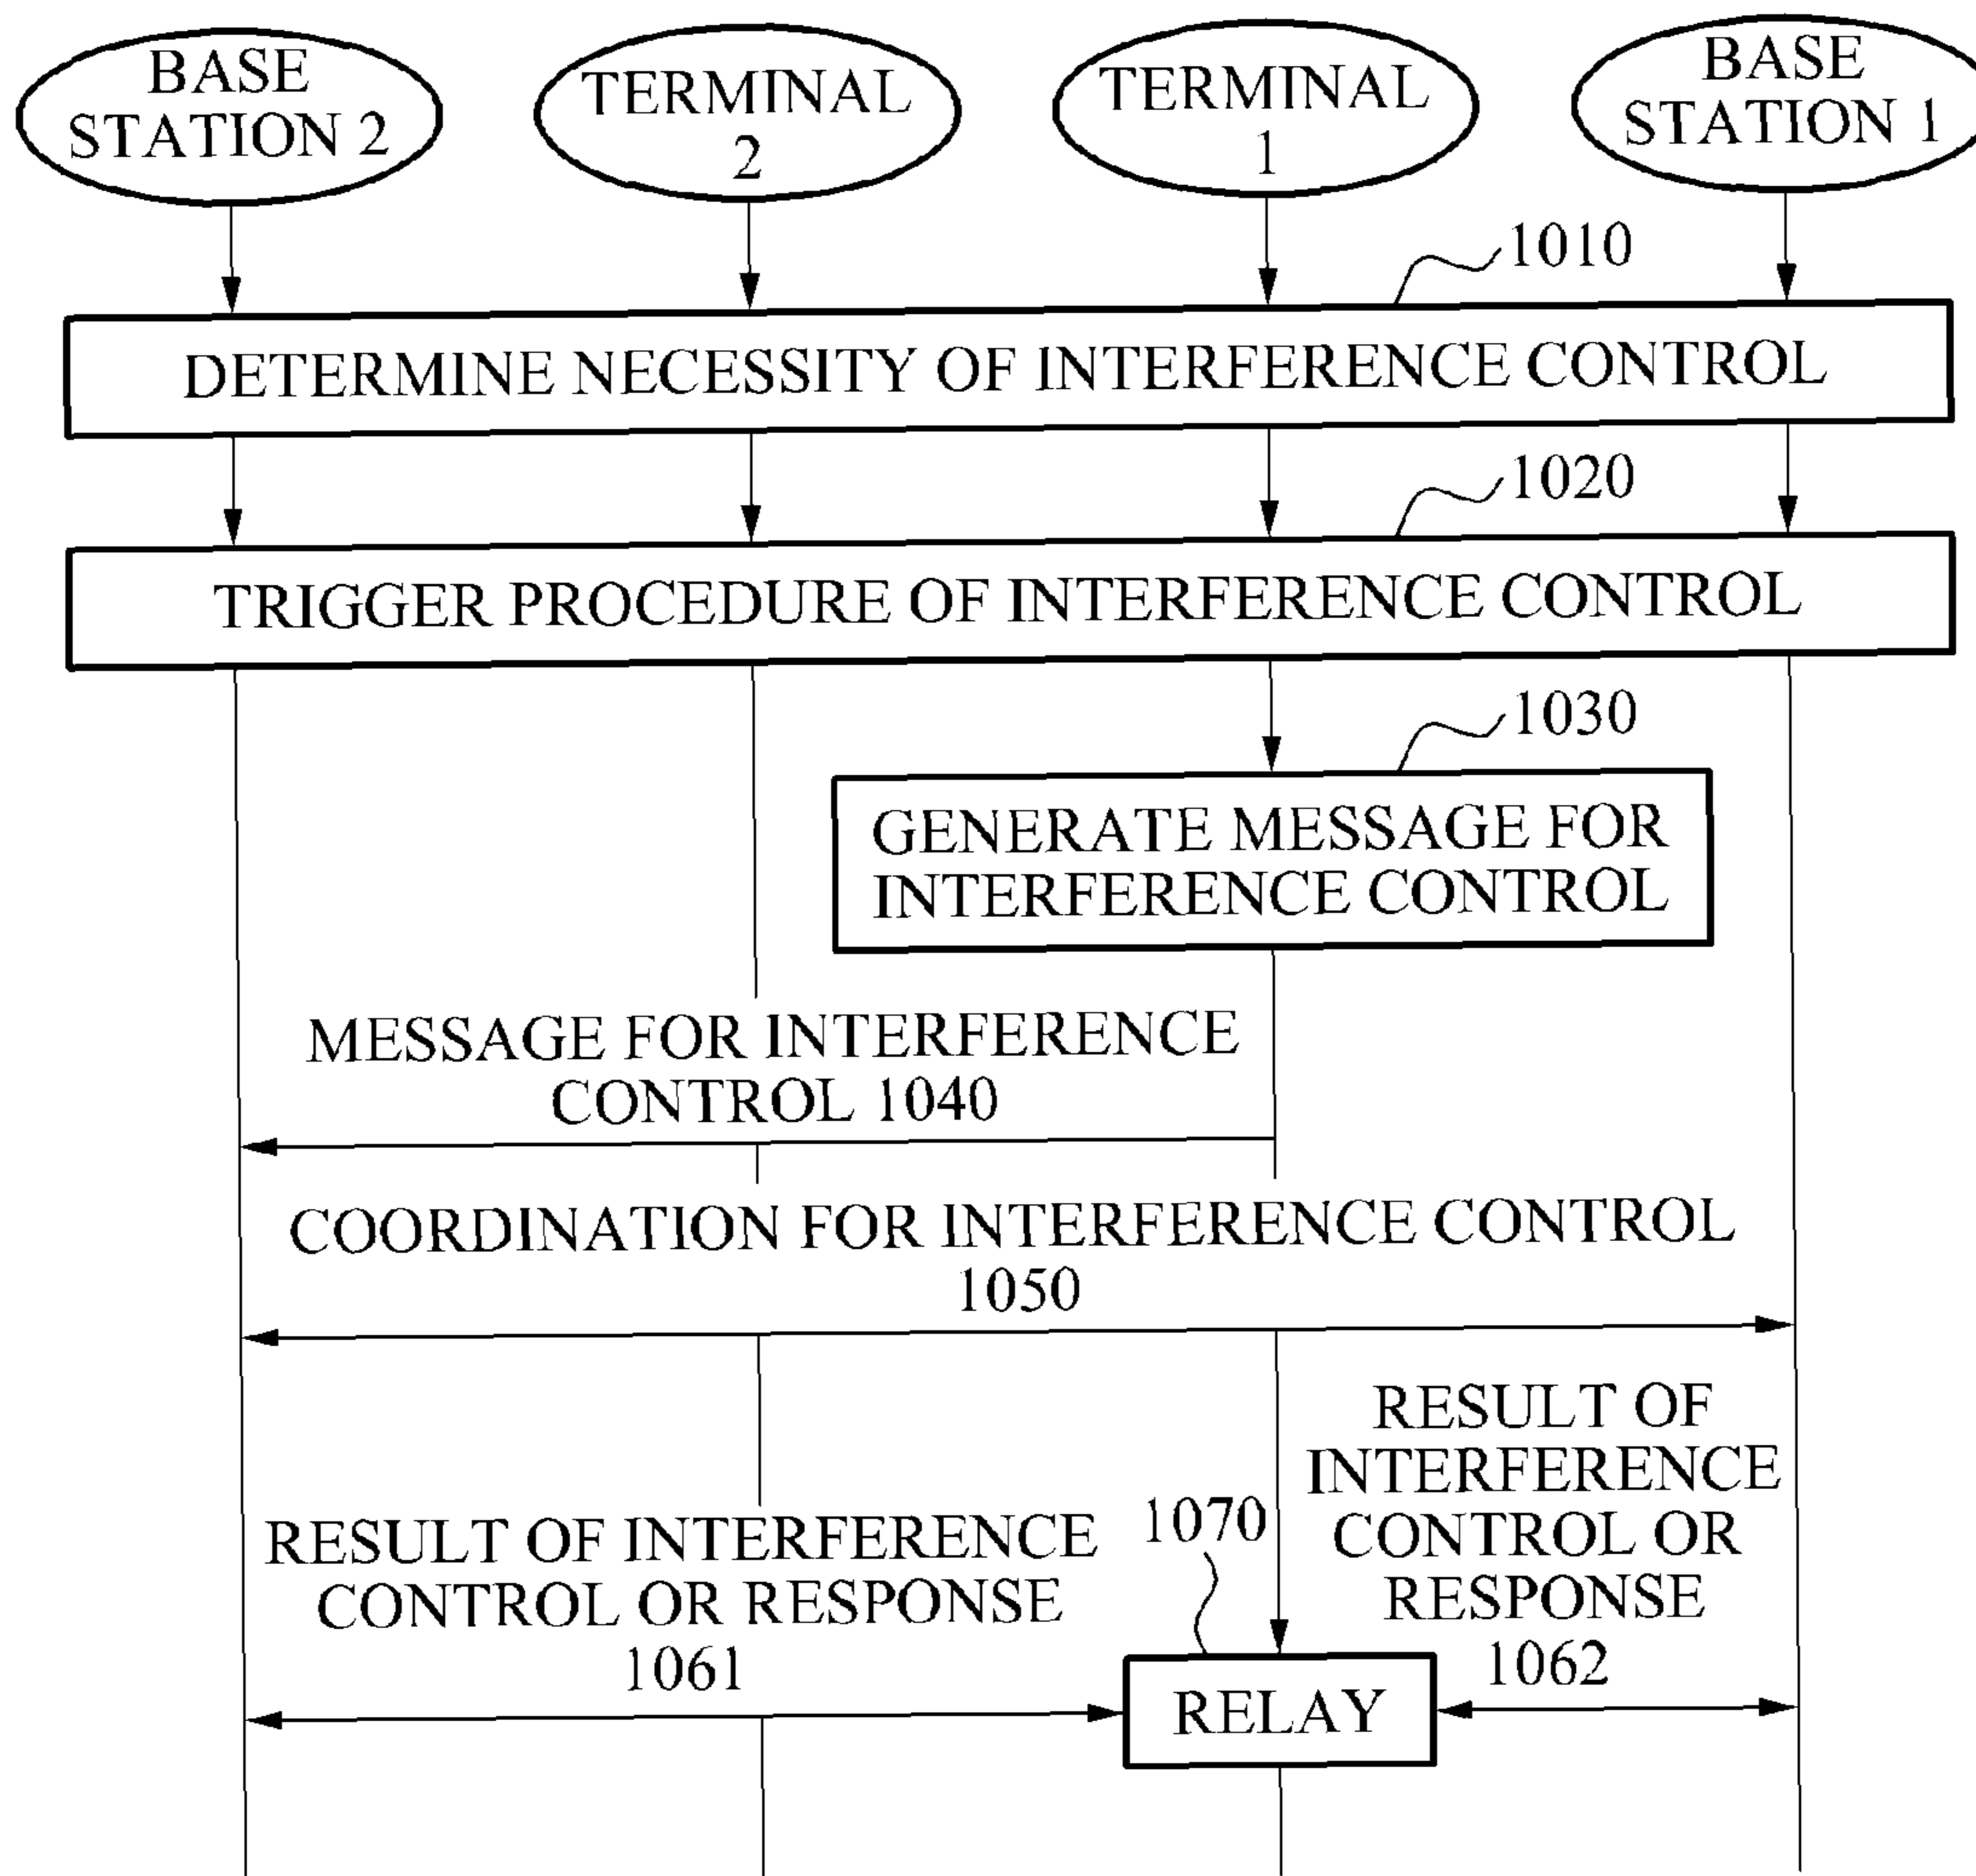 BASE
STATION 2
TERMINAL
2
TERMINAL
1
BASE
STATION 1
1010
DETERMINE NECESSITY OF INTERFERENCE CONTROL
1020
TRIGGER PROCEDURE OF INTERFERENCE CONTROL
1030
GENERATE MESSAGE FOR
INTERFERENCE CONTROL
MESSAGE FOR INTERFERENCE
CONTROL 1040
COORDINATION FOR INTERFERENCE CONTROL
1050
RESULT OF INTERFERENCE
CONTROL OR RESPONSE
1061
1070
RELAY
RESULT OF
INTERFERENCE
CONTROL OR
RESPONSE
1062